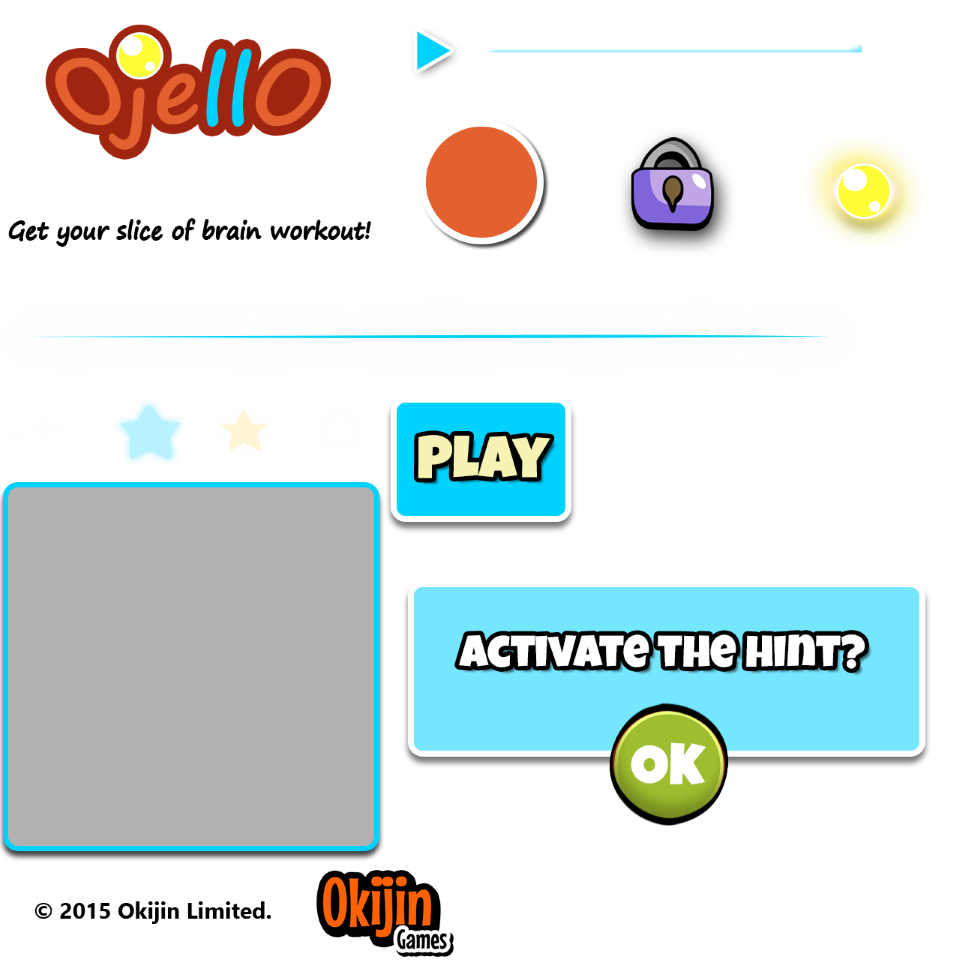 Ojello
Get your slice of brain workout!
PLAY
ACTIVATE THE HINT?
OK
© 2015 Okijin Limited.
Okijin
Games